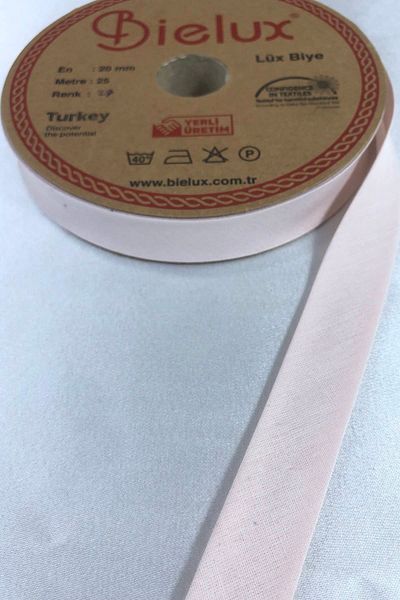 Bielux®
En : 20 mm
Metre : 25
Renk :
Lüx Biye
CONFIDENCE
IN TEXTILES
Turkey
Discover
the potential
YERLİ
ÜRETİM
40°
P
www.bielux.com.tr